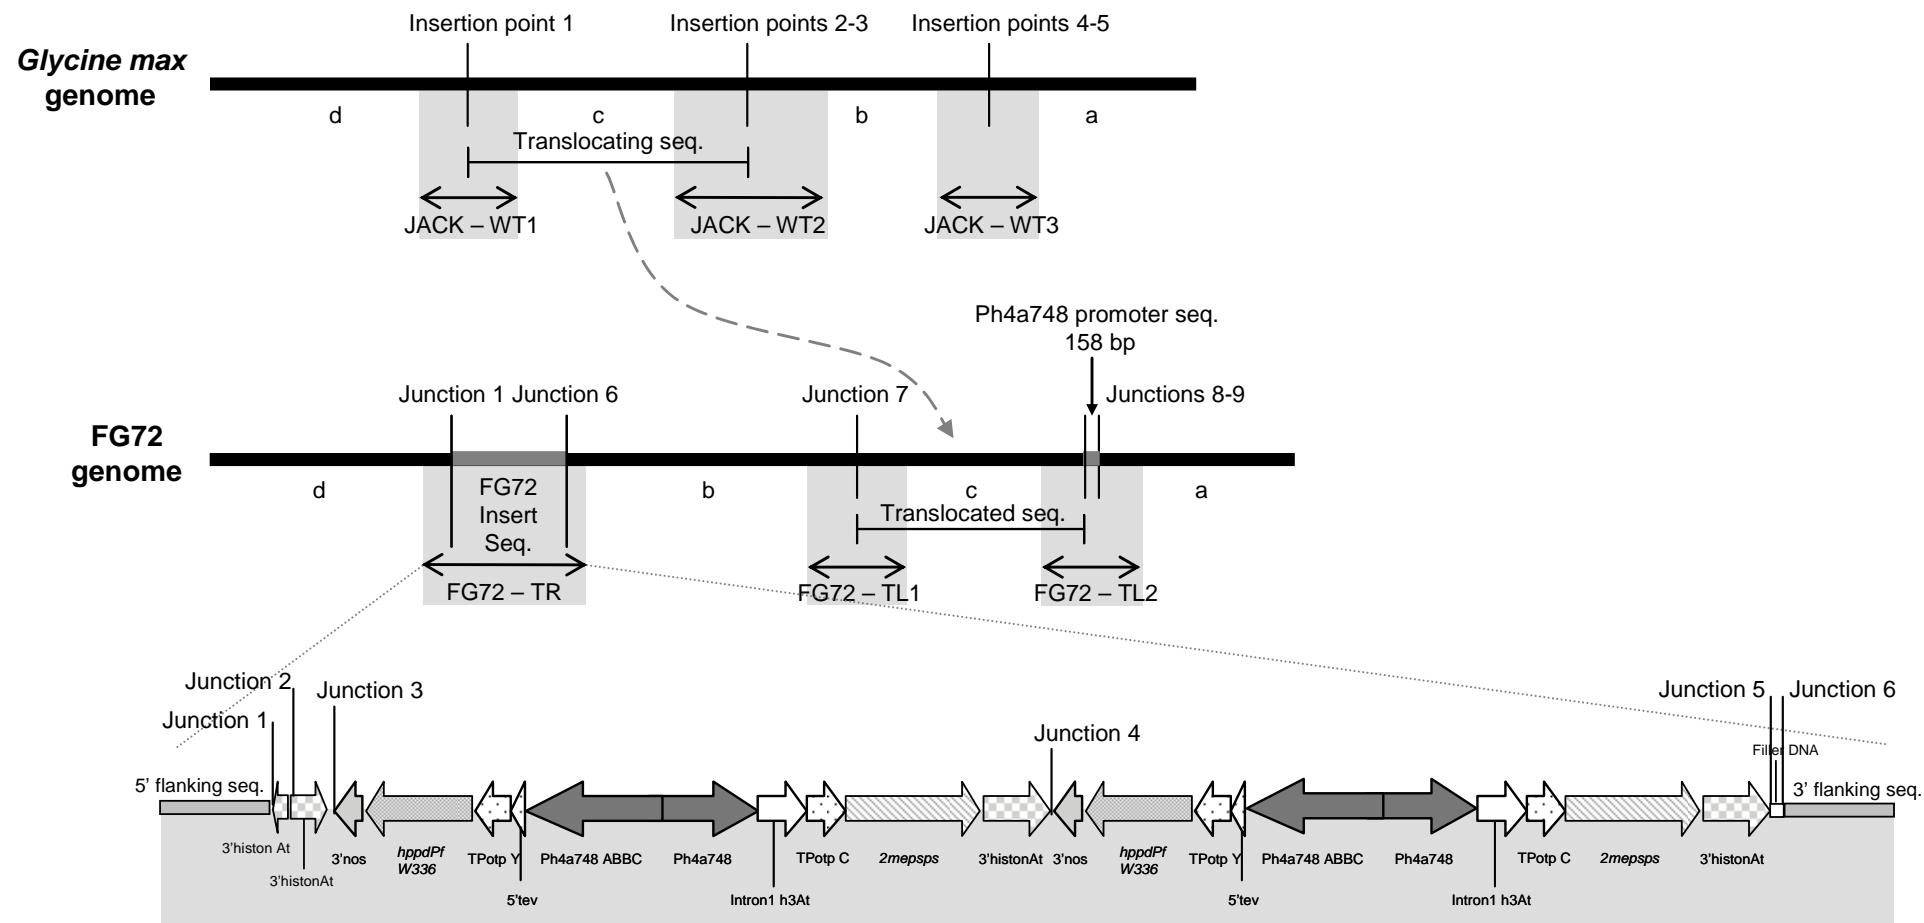 Insertion point 1
Insertion points 2-3
Insertion points 4-5
Glycine max
genome
d
c
b
a
Translocating seq.
JACK – WT1
JACK – WT2
JACK – WT3
Ph4a748 promoter seq.
158 bp
Junction 1
Junction 6
Junction 7
Junctions 8-9
FG72
genome
d
FG72
Insert
Seq.
b
c
a
Translocated seq.
FG72 – TR
FG72 – TL1
FG72 – TL2
Junction 2
Junction 3
Junction 5
Junction 6
Junction 1
Junction 4
Filler DNA
5' flanking seq.
3' flanking seq.
3'histon At
3'histonAt
3'nos
hppdPf
W336
TPotp Y
5'tev
Ph4a748 ABBC
Ph4a748
Intron1 h3At
TPotp C
2mepsps
3'histonAt
3'nos
hppdPf
W336
TPotp Y
5'tev
Ph4a748 ABBC
Ph4a748
Intron1 h3At
TPotp C
2mepsps
3'histonAt